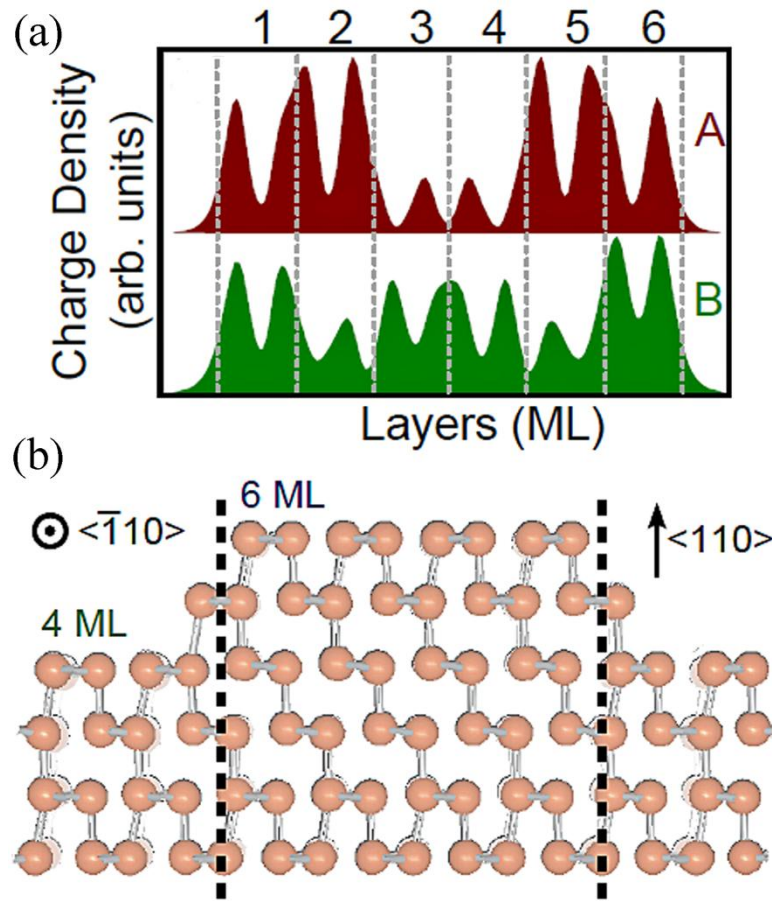 (a)
1 2 3 4 5 6
Charge Density
(arb. units)
A
B
Layers (ML)
(b)
6 ML
<1̄10>
<110>
4 ML